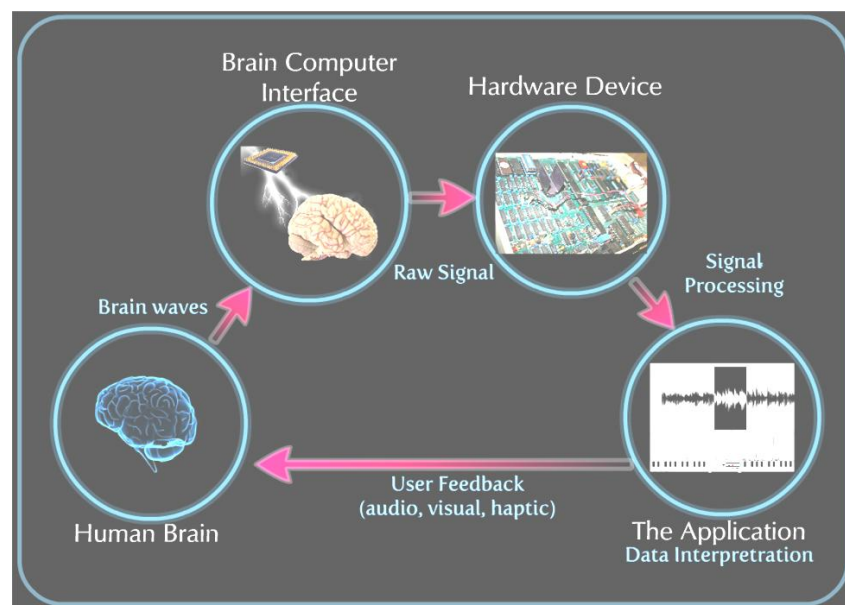 Brain Computer
Interface
Hardware Device
Raw Signal
Signal
Processing
Brain waves
User Feedback
(audio, visual, haptic)
Human Brain
The Application
Data Interpretration